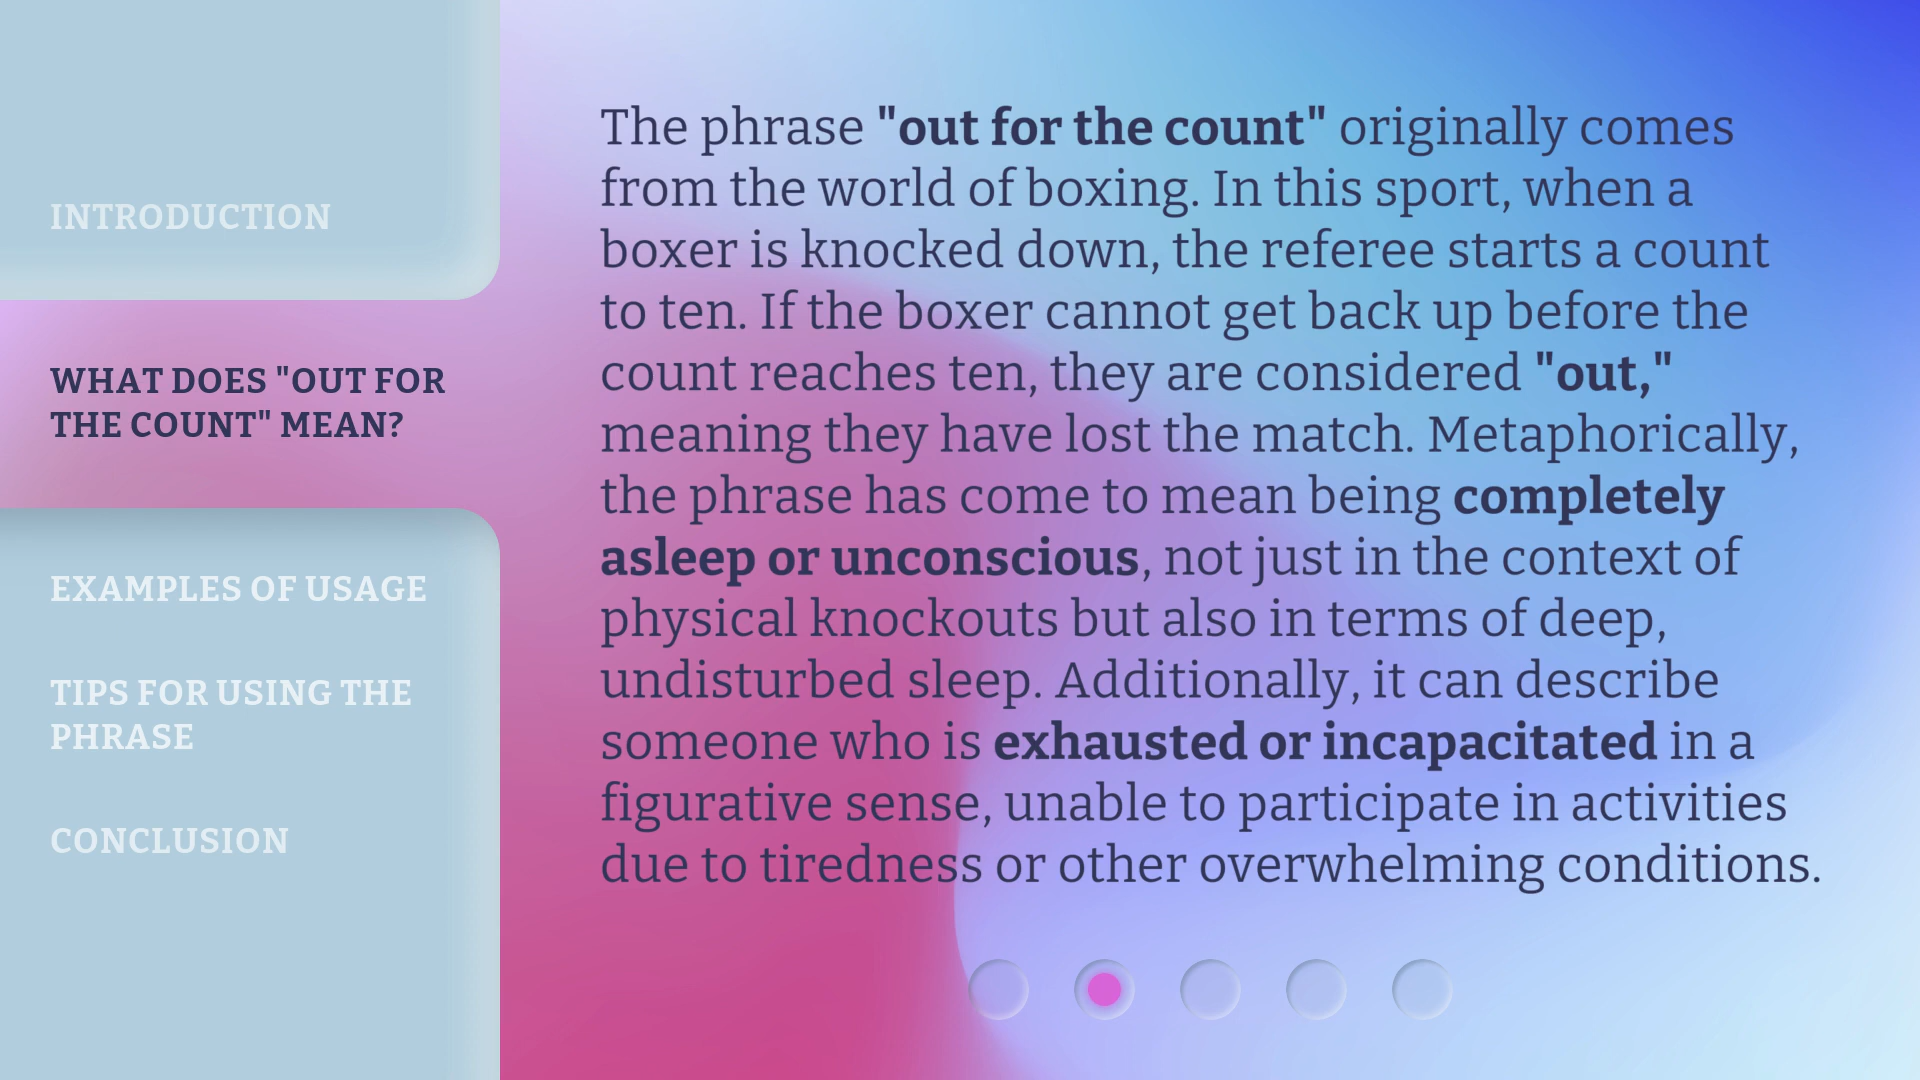 INTRODUCTION
WHAT DOES "OUT FOR
THE COUNT" MEAN?
EXAMPLES OF USAGE
TIPS FOR USING THE
PHRASE
CONCLUSION
The phrase "out for the count" originally comes
from the world of boxing. In this sport, when a
boxer is knocked down, the referee starts a count
to ten. If the boxer cannot get back up before the
count reaches ten, they are considered "out,"
meaning they have lost the match. Metaphorically,
the phrase has come to mean being completely
asleep or unconscious, not just in the context of
physical knockouts but also in terms of deep,
undisturbed sleep. Additionally, it can describe
someone who is exhausted or incapacitated in a
figurative sense, unable to participate in activities
due to tiredness or other overwhelming conditions.